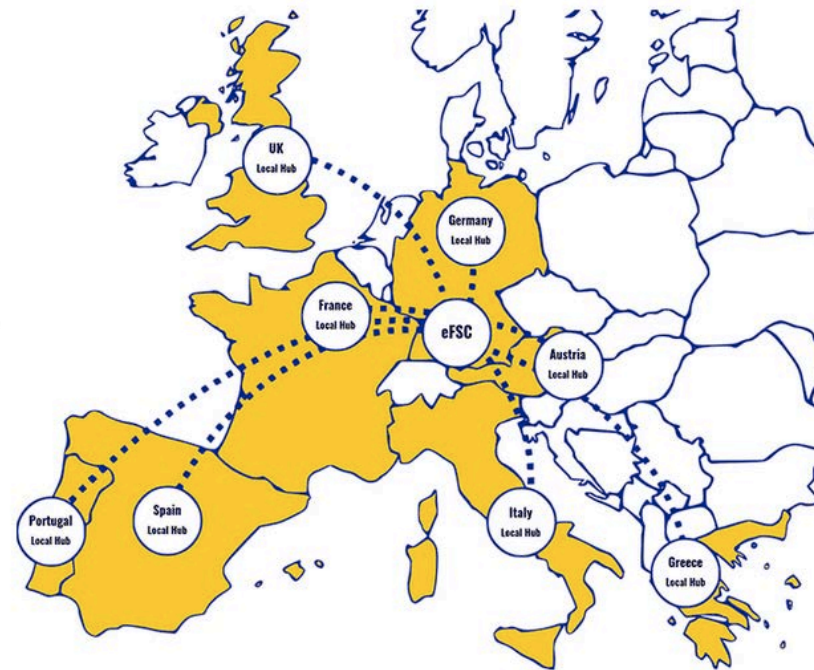 UK
Local Hub
Germany
Local Hub
France
Local Hub
eFSC
Austria
Local Hub
Portugal
Local Hub
Spain
Local Hub
Italy
Local Hub
Greece
Local Hub